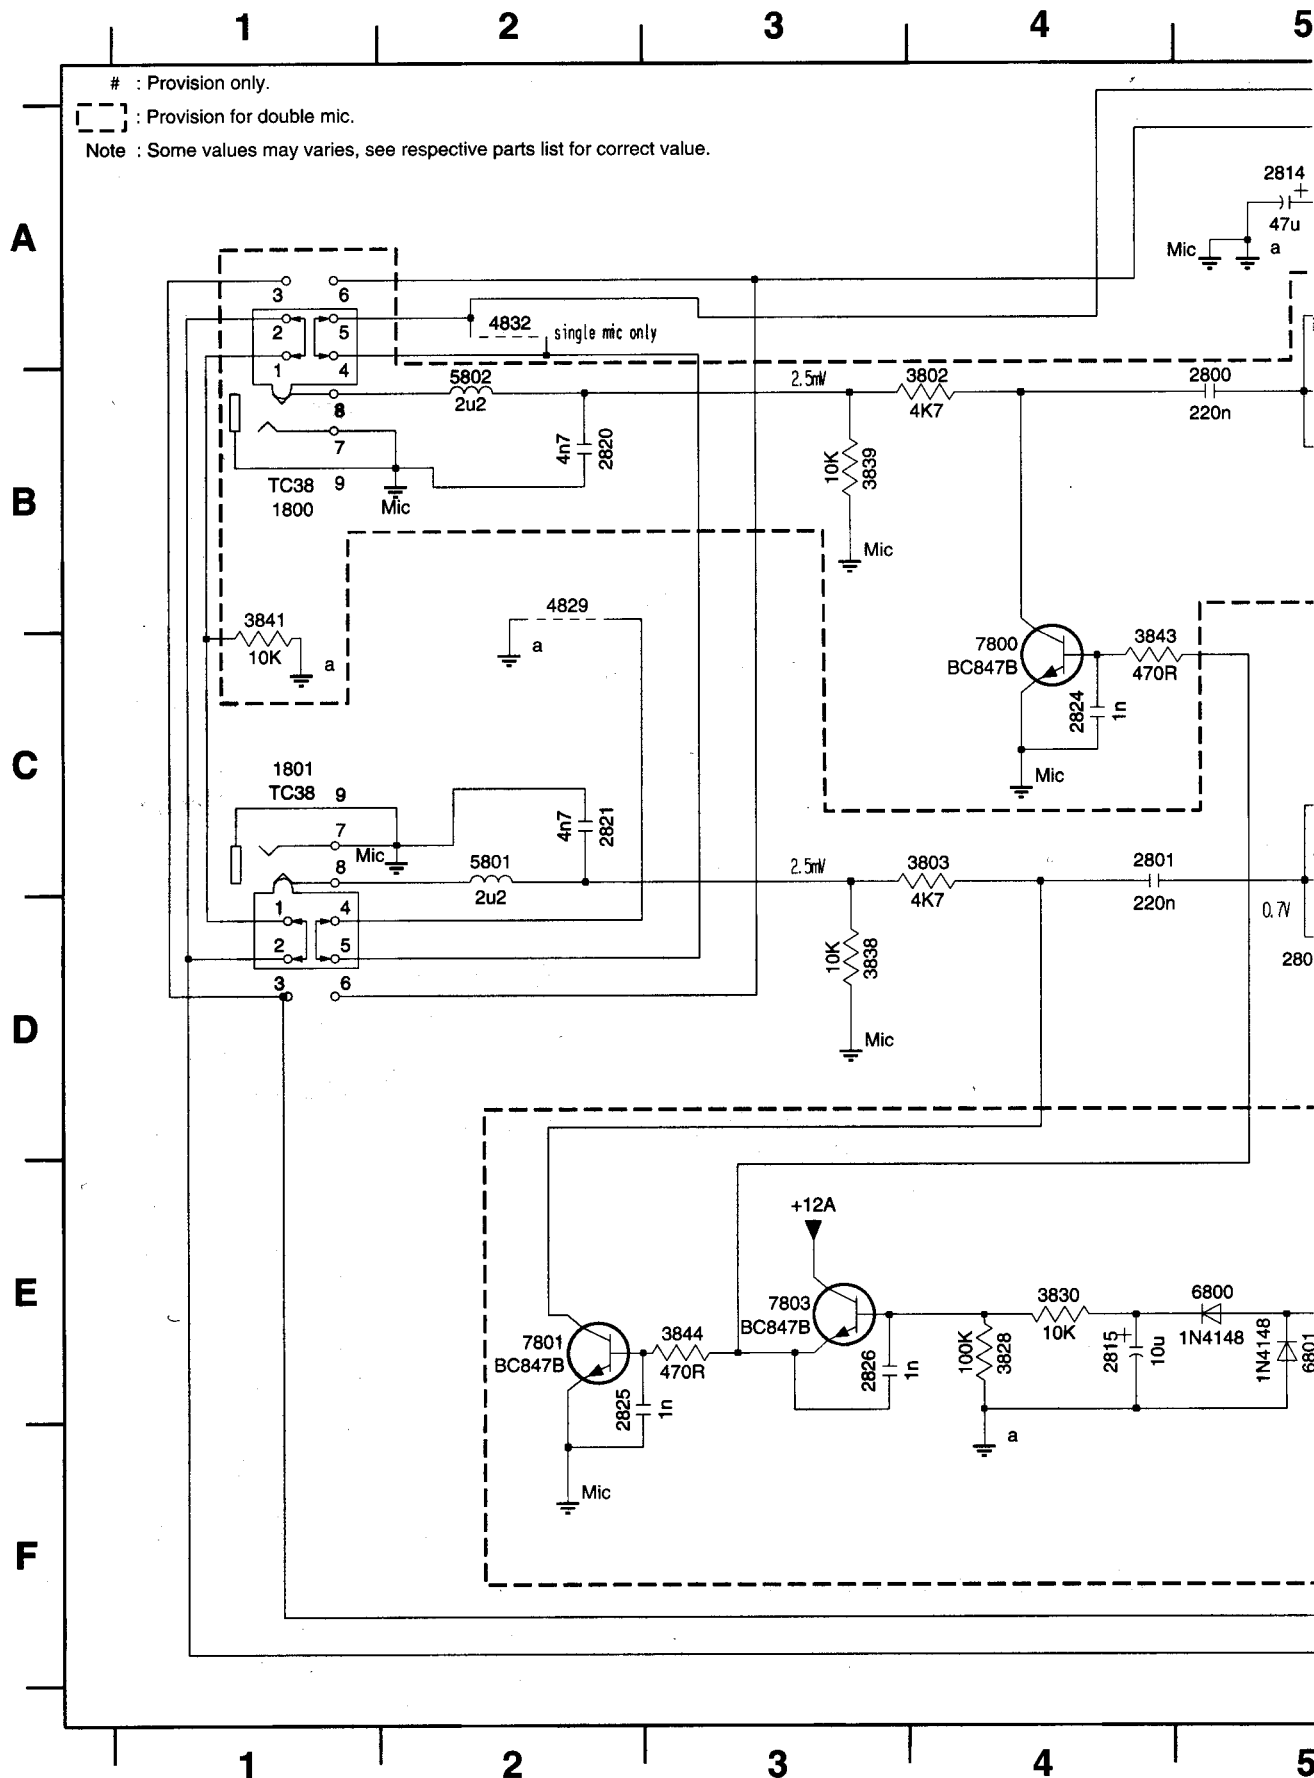 1 2 3 4 5
# : Provision only.
: Provision for double mic.
Note : Some values may varies, see respective parts list for correct value.
2814
+
47u
Mic a
A
3 6
2 5
4832
single mic only
1 4
5802
2u2
2.5mV
3802
4K7
2800
220n
8
7
4n7
2820
10K
3839
TC38 9
1800
Mic
B
Mic
3841
10K
a
4829
a
7800
BC847B
3843
470R
2824
1n
Mic
C
1801
TC38 9
7
Mic
8
4n7
2821
5801
2u2
2.5mV
3803
4K7
2801
220n
0.7V
1 4
2 5
3 6
10K
3838
280
Mic
D
+12A
E
7803
BC847B
3830
10K
6800
1N4148
7801
BC847B
3844
470R
2826
1n
100K
3828
2815
+
10u
1N4148
6801
2825
1n
a
Mic
F
1 2 3 4 5